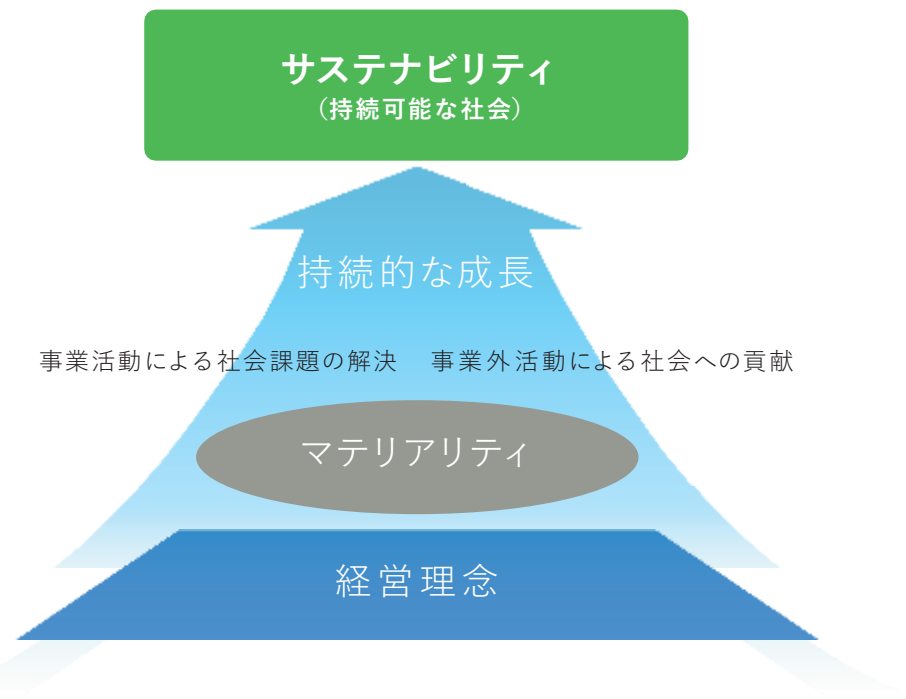 サステナビリティ
（持続可能な社会）
持続的な成長
事業活動による社会課題の解決　事業外活動による社会への貢献
マテリアリティ
経営理念